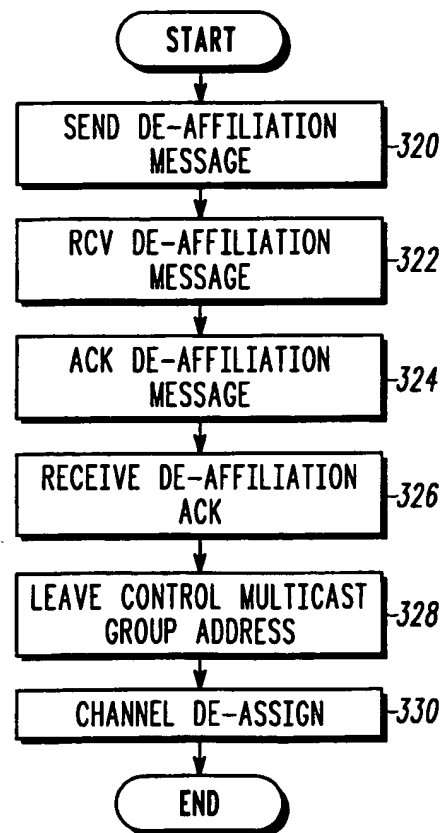 START
SEND DE-AFFILIATION
MESSAGE
320
RCV DE-AFFILIATION
MESSAGE
322
ACK DE-AFFILIATION
MESSAGE
324
RECEIVE DE-AFFILIATION
ACK
326
LEAVE CONTROL MULTICAST
GROUP ADDRESS
328
CHANNEL DE-ASSIGN
330
END